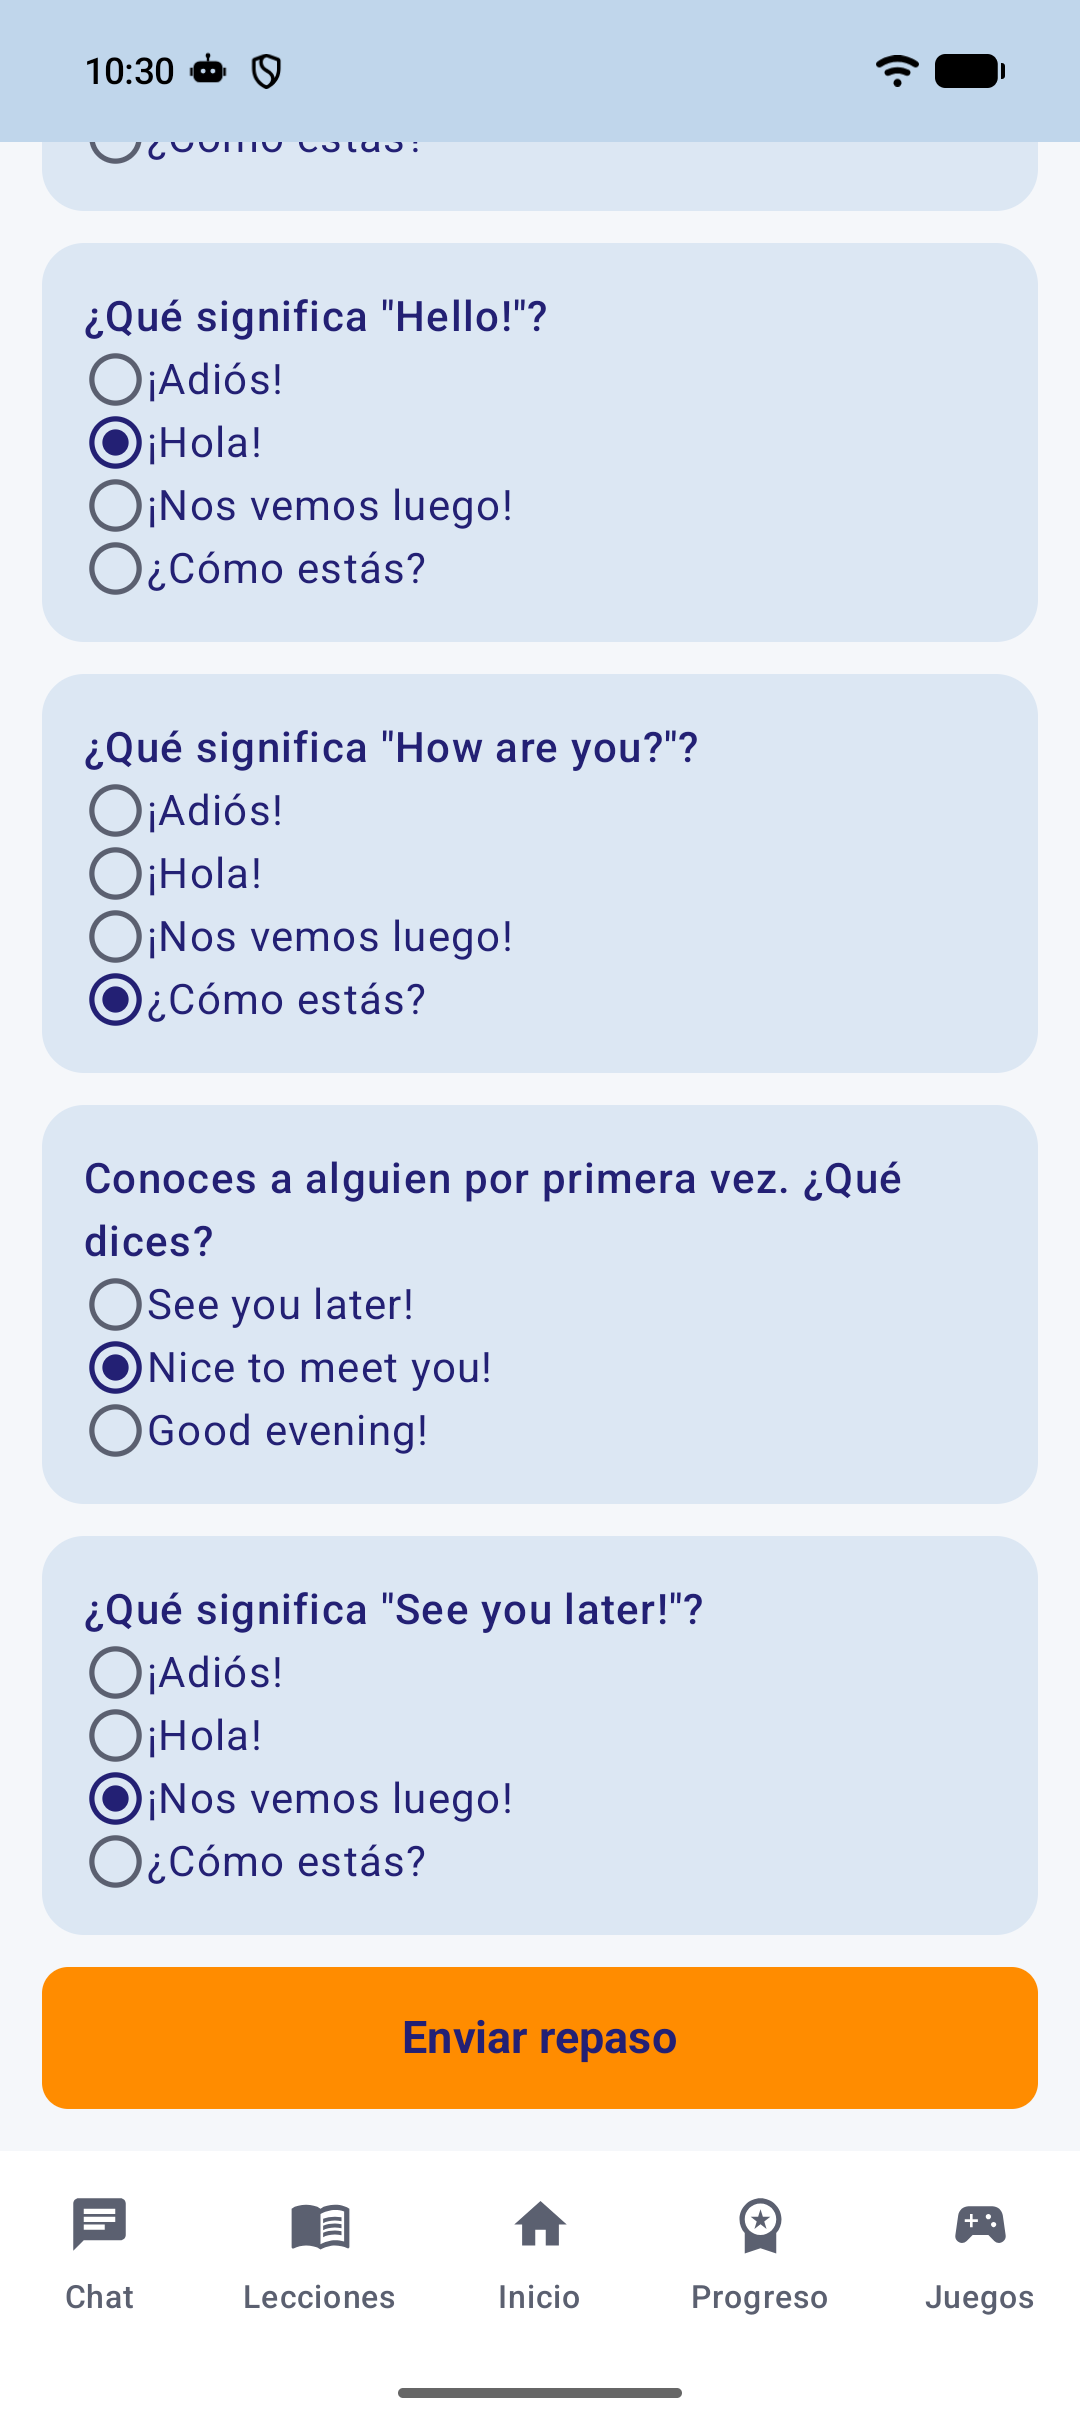 10:30
¿Cómo estás?
¿Qué significa "Hello!"?
¡Adiós!
¡Hola!
¡Nos vemos luego!
¿Cómo estás?
¿Qué significa "How are you?"?
¡Adiós!
¡Hola!
¡Nos vemos luego!
¿Cómo estás?
Conoces a alguien por primera vez. ¿Qué
dices?
See you later!
Nice to meet you!
Good evening!
¿Qué significa "See you later!"?
¡Adiós!
¡Hola!
¡Nos vemos luego!
¿Cómo estás?
Enviar repaso
Chat
Lecciones
Inicio
Progreso
Juegos